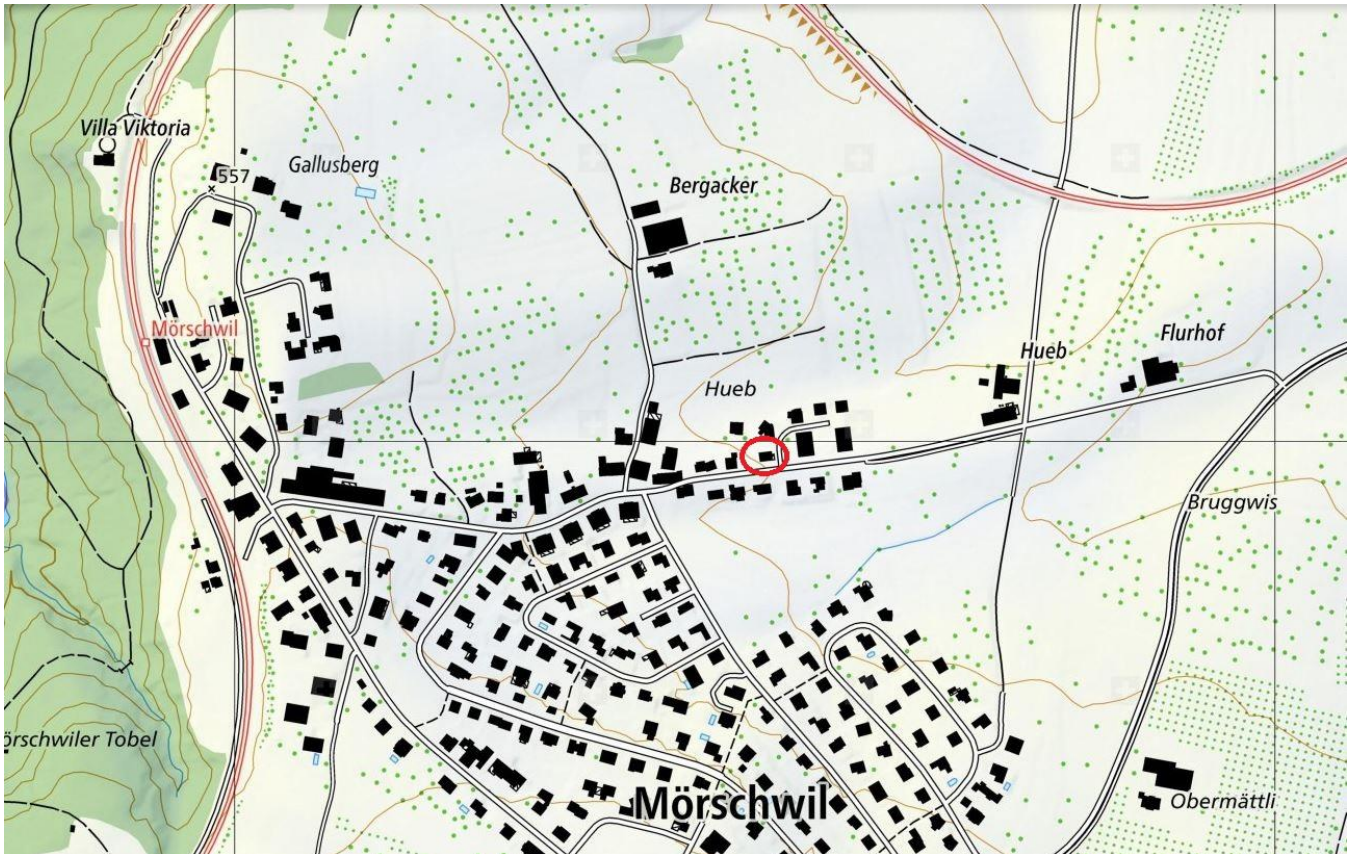 Villa Viktoria
557
Gallusberg
Bergacker
Mörschwil
Hueb
Flurhof
Hueb
Bruggwis
örschwiler Tobel
Mörschwil
Obermättli